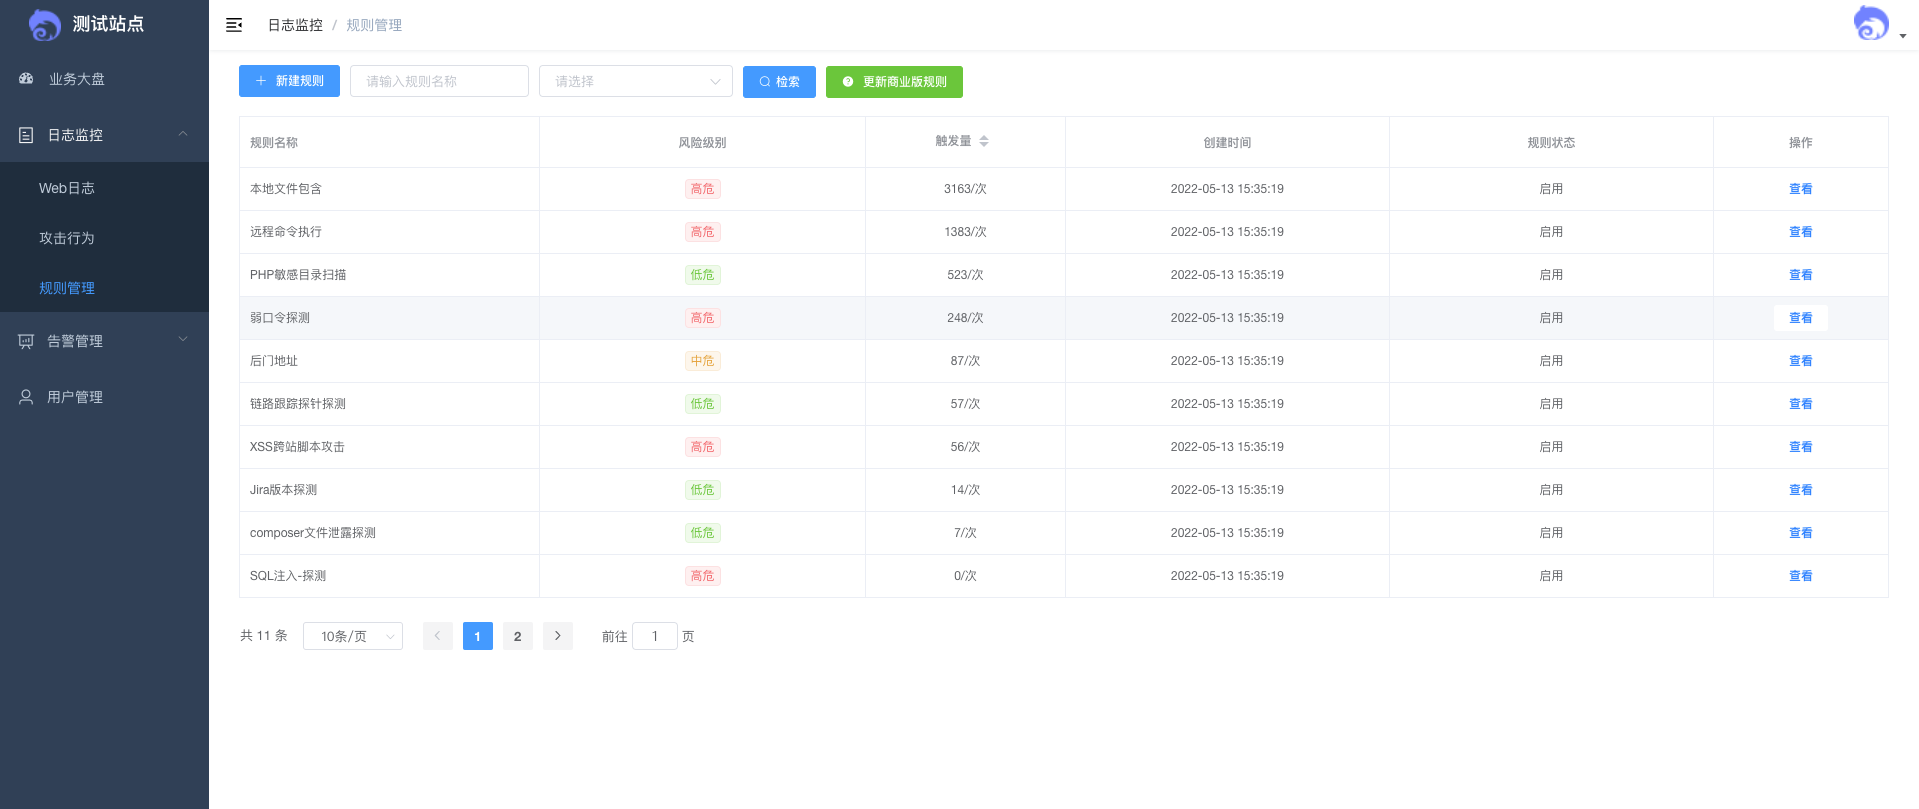 测试站点
业务大盘
日志监控
Web日志
攻击行为
规则管理
告警管理
用户管理
日志监控 / 规则管理
新建规则 请输入规则名称 请选择 检索 更新商业版规则
规则名称 风险级别 触发量 创建时间 规则状态 操作
本地文件包含 高危 3163/次 2022-05-13 15:35:19 启用 查看
远程命令执行 高危 1383/次 2022-05-13 15:35:19 启用 查看
PHP敏感目录扫描 低危 523/次 2022-05-13 15:35:19 启用 查看
弱口令探测 高危 248/次 2022-05-13 15:35:19 启用 查看
后门地址 中危 87/次 2022-05-13 15:35:19 启用 查看
链路跟踪探针探测 低危 57/次 2022-05-13 15:35:19 启用 查看
XSS跨站脚本攻击 高危 56/次 2022-05-13 15:35:19 启用 查看
Jira版本探测 低危 14/次 2022-05-13 15:35:19 启用 查看
composer文件泄露探测 低危 7/次 2022-05-13 15:35:19 启用 查看
SQL注入-探测 高危 0/次 2022-05-13 15:35:19 启用 查看
共 11 条 10条/页 1 2 前往 1 页